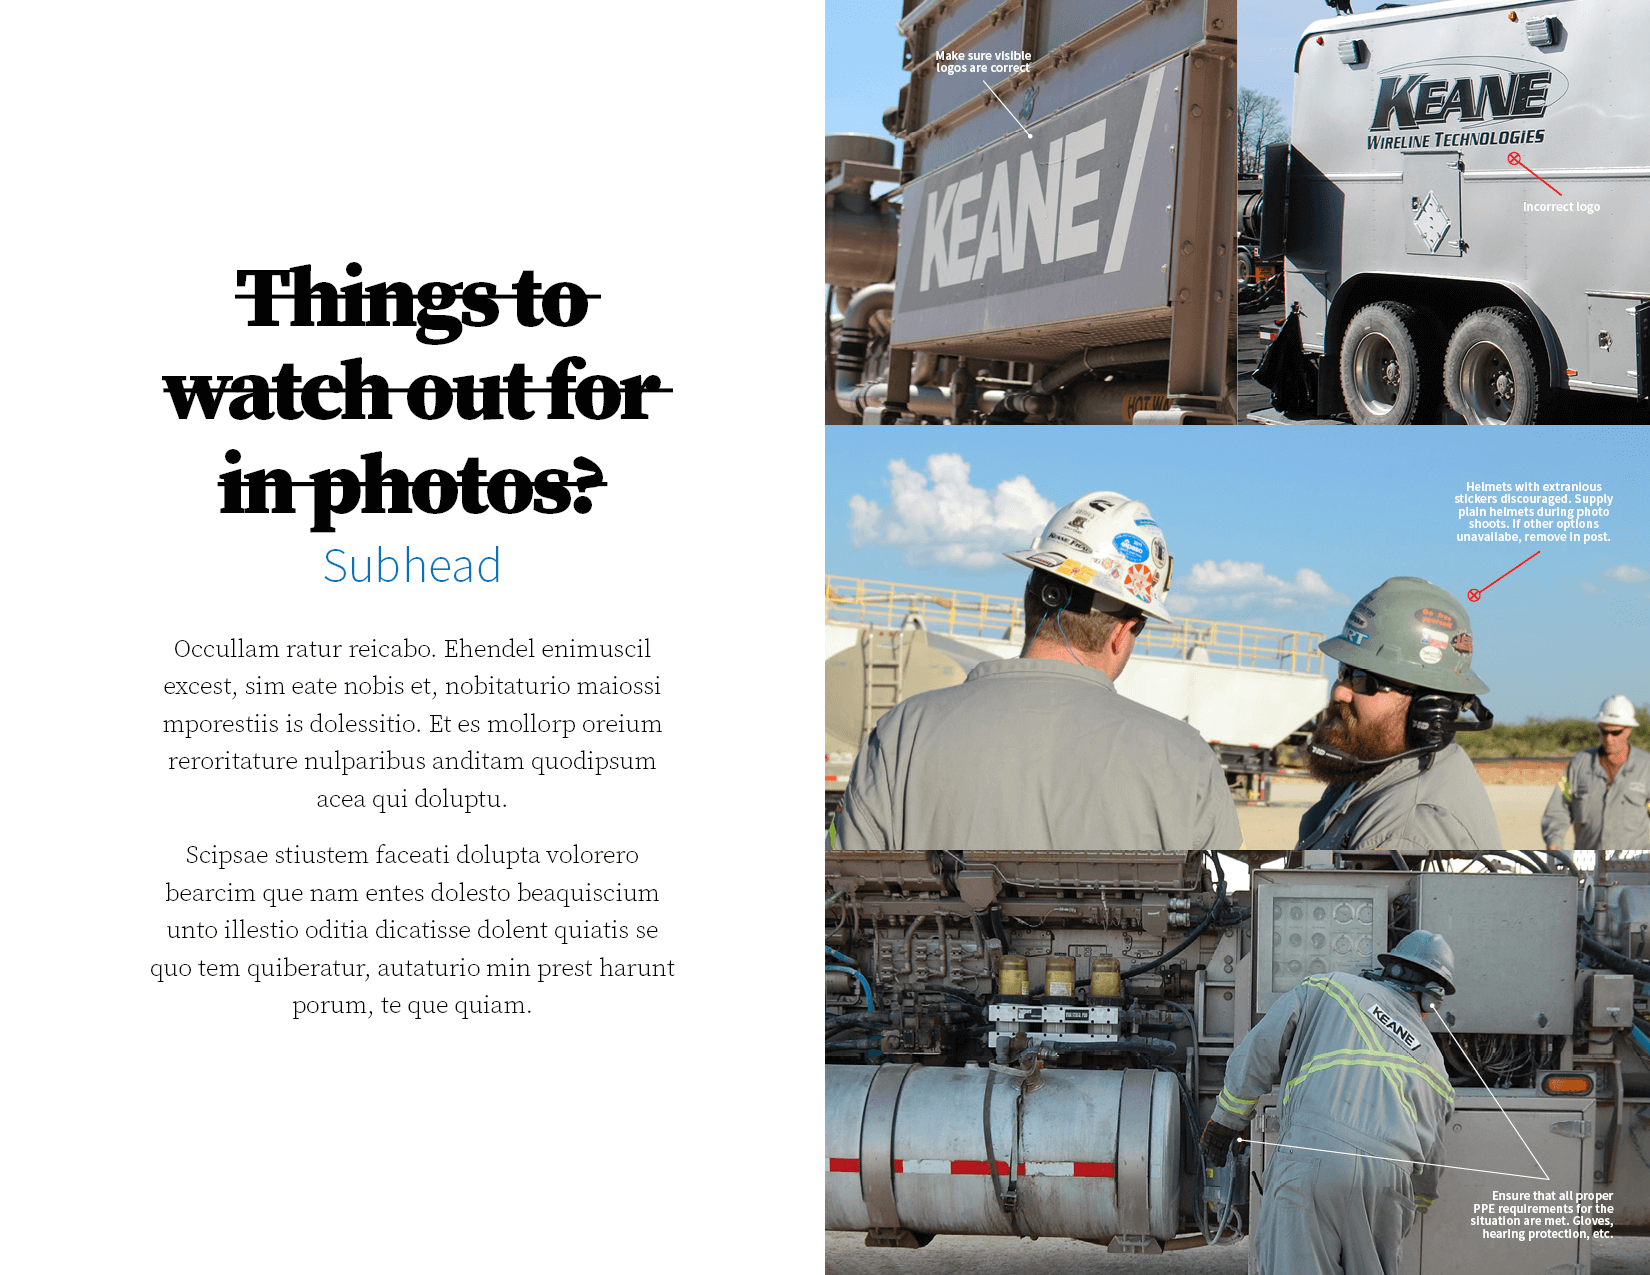 Things to
watch out for
in photos?
Subhead
Occullam ratur reicabo. Ehendel enimuscil
excest, sim eate nobis et, nobitaturio maiossi
mporestiis is dolessitio. Et es mollorp oreium
reroritature nulparibus anditam quodipsum
acea qui doluptu.
Scipsae stiustem faceati dolupta volorero
bearcim que nam entes dolesto beaquiscium
unto illestio oditia dicatisse dolent quiatis se
quo tem quiberatur, autaturio min prest harunt
porum, te que quiam.
Make sure visible
logos are correct
KEANE/
HOT
KEANE
WIRELINE TECHNOLOGIES
Incorrect logo
Helmets with extranious
stickers discouraged. Supply
plain helmets during photo
shoots. If other options
unavailabe, remove in post.
KEANE FRAC
HD
KEANE/
Ensure that all proper
PPE requirements for the
situation are met. Gloves,
hearing protection, etc.